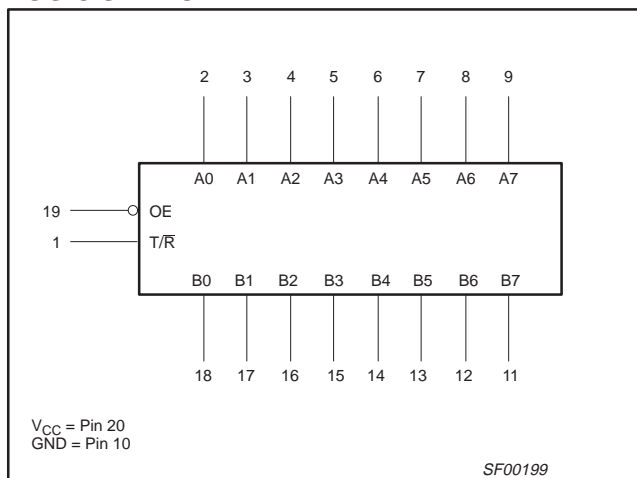 2 3 4 5 6 7 8 9
A0 A1 A2 A3 A4 A5 A6 A7
19 OE
1 T/R̅
B0 B1 B2 B3 B4 B5 B6 B7
18 17 16 15 14 13 12 11
VCC = Pin 20
GND = Pin 10
SF00199